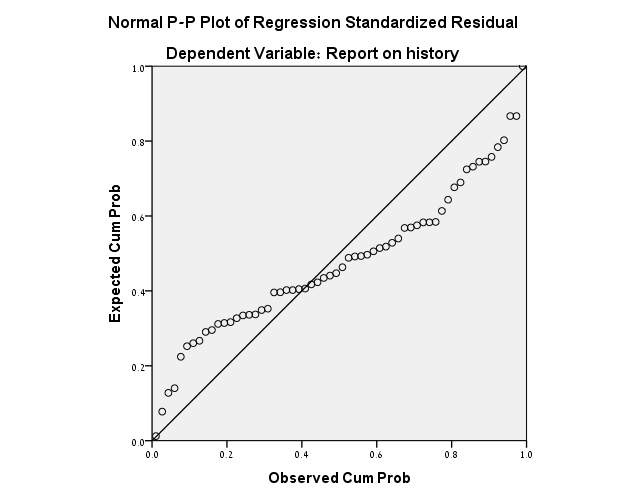 Normal P-P Plot of Regression Standardized Residual
Dependent Variable: Report on history
1.0
0.8
0.6
0.4
0.2
0.0
Expected Cum Prob
0.0 0.2 0.4 0.6 0.8 1.0
Observed Cum Prob